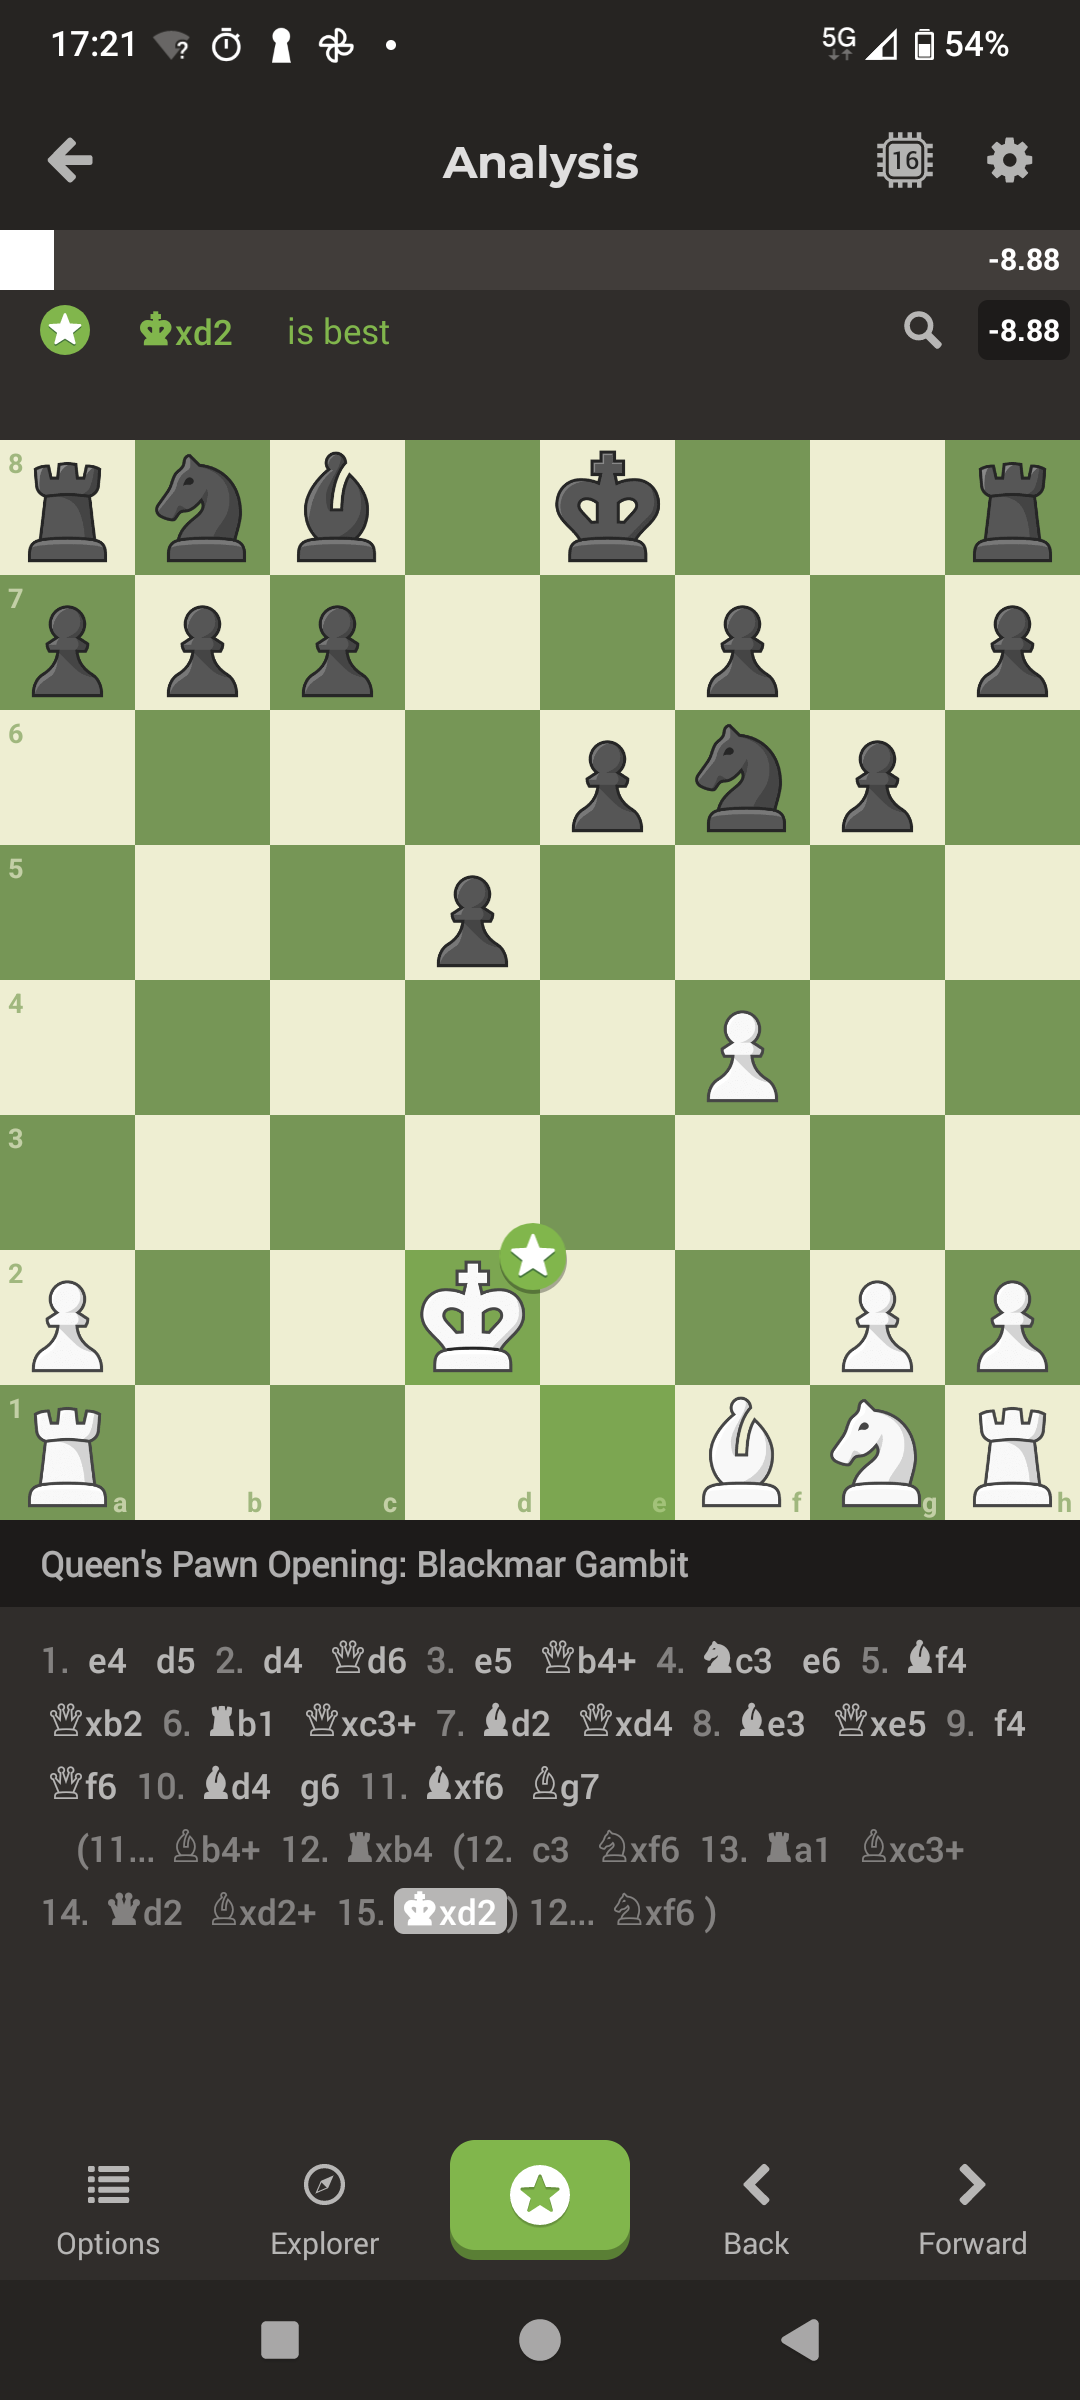 17:21 5G 54%
Analysis 16
-8.88
♚xd2 is best -8.88
8
7
6
5
4
3
2
1 a b c d e f g h
Queen's Pawn Opening: Blackmar Gambit
1. e4 d5 2. d4 ♕d6 3. e5 ♕b4+ 4. ♞c3 e6 5. ♝f4
♕xb2 6. ♜b1 ♕xc3+ 7. ♝d2 ♕xd4 8. ♝e3 ♕xe5 9. f4
♕f6 10. ♝d4 g6 11. ♝xf6 ♗g7
(11... ♗b4+ 12. ♜xb4 (12. c3 ♘xf6 13. ♜a1 ♗xc3+
14. ♛d2 ♗xd2+ 15. ♚xd2 ) 12... ♘xf6 )
Options Explorer Back Forward